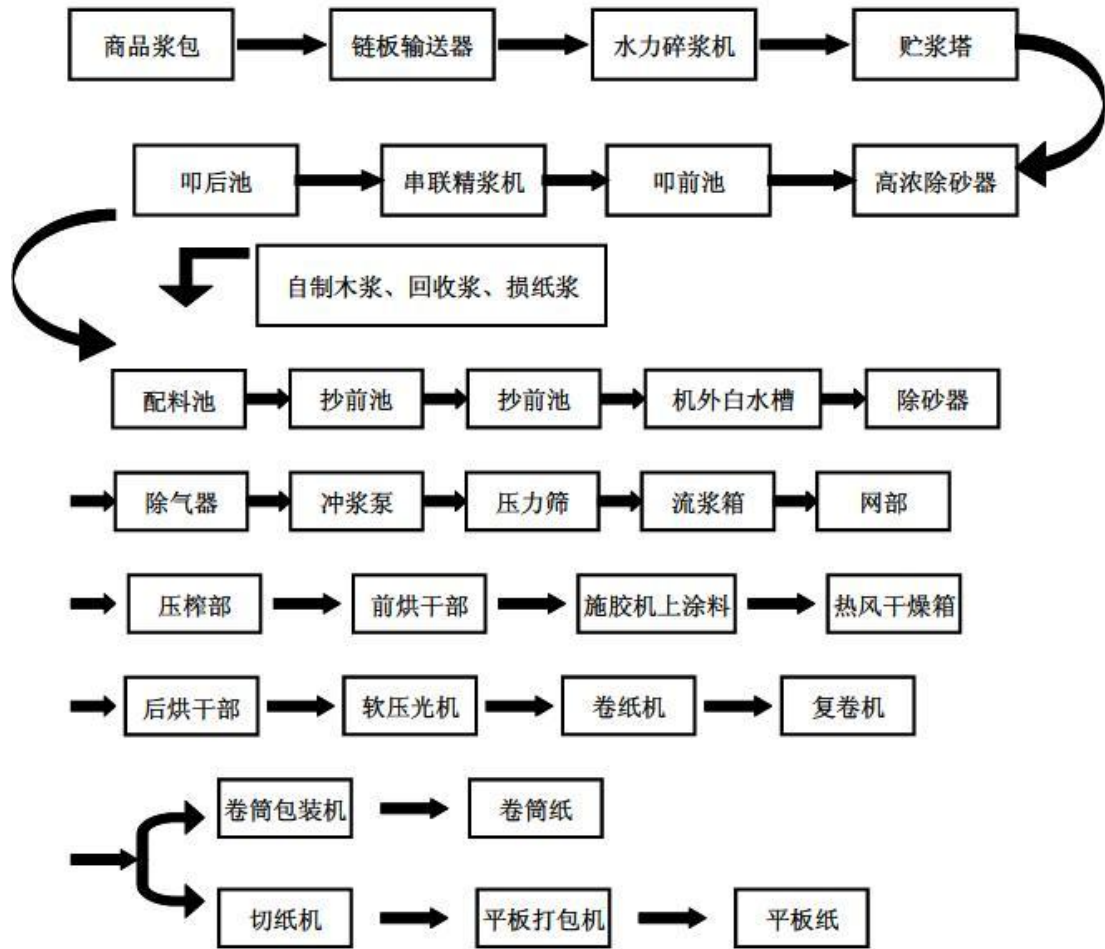 商品浆包 链板输送器 水力碎浆机 贮浆塔
叩后池 串联精浆机 叩前池 高浓除砂器
自制木浆、回收浆、损纸浆
配料池 抄前池 抄前池 机外白水槽 除砂器
除气器 冲浆泵 压力筛 流浆箱 网部
压榨部 前烘干部 施胶机上涂料 热风干燥箱
后烘干部 软压光机 卷纸机 复卷机
卷筒包装机 卷筒纸
切纸机 平板打包机 平板纸